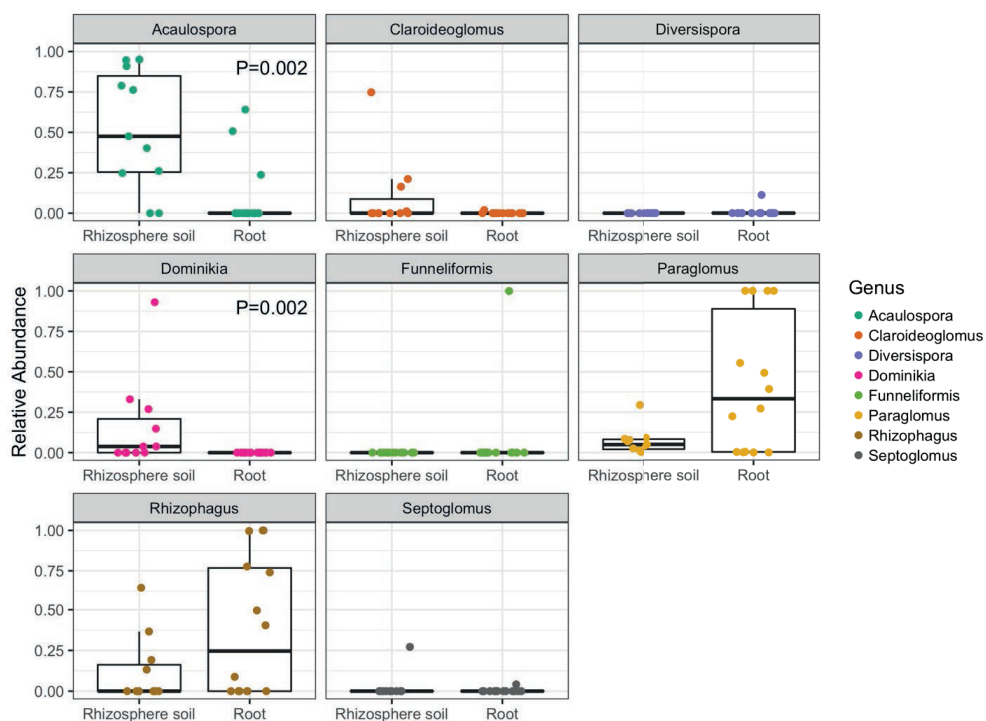 Acaulospora Claroideoglomus Diversispora
1.00
0.75
0.50
0.25
0.00
P=0.002
Rhizosphere soil Root Rhizosphere soil Root Rhizosphere soil Root
Dominikia Funneliformis Paraglomus
Relative Abundance
1.00
0.75
0.50
0.25
0.00
P=0.002
Rhizosphere soil Root Rhizosphere soil Root Rhizosphere soil Root
Rhizophagus Septoglomus
1.00
0.75
0.50
0.25
0.00
Rhizosphere soil Root Rhizosphere soil Root
Genus
Acaulospora
Claroideoglomus
Diversispora
Dominikia
Funneliformis
Paraglomus
Rhizophagus
Septoglomus